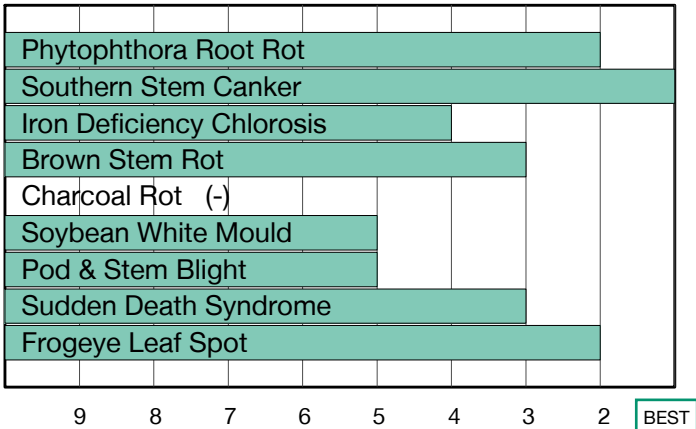 Phytophthora Root Rot
Southern Stem Canker
Iron Deficiency Chlorosis
Brown Stem Rot
Charcoal Rot (-)
Soybean White Mould
Pod & Stem Blight
Sudden Death Syndrome
Frogeye Leaf Spot
9 8 7 6 5 4 3 2 BEST